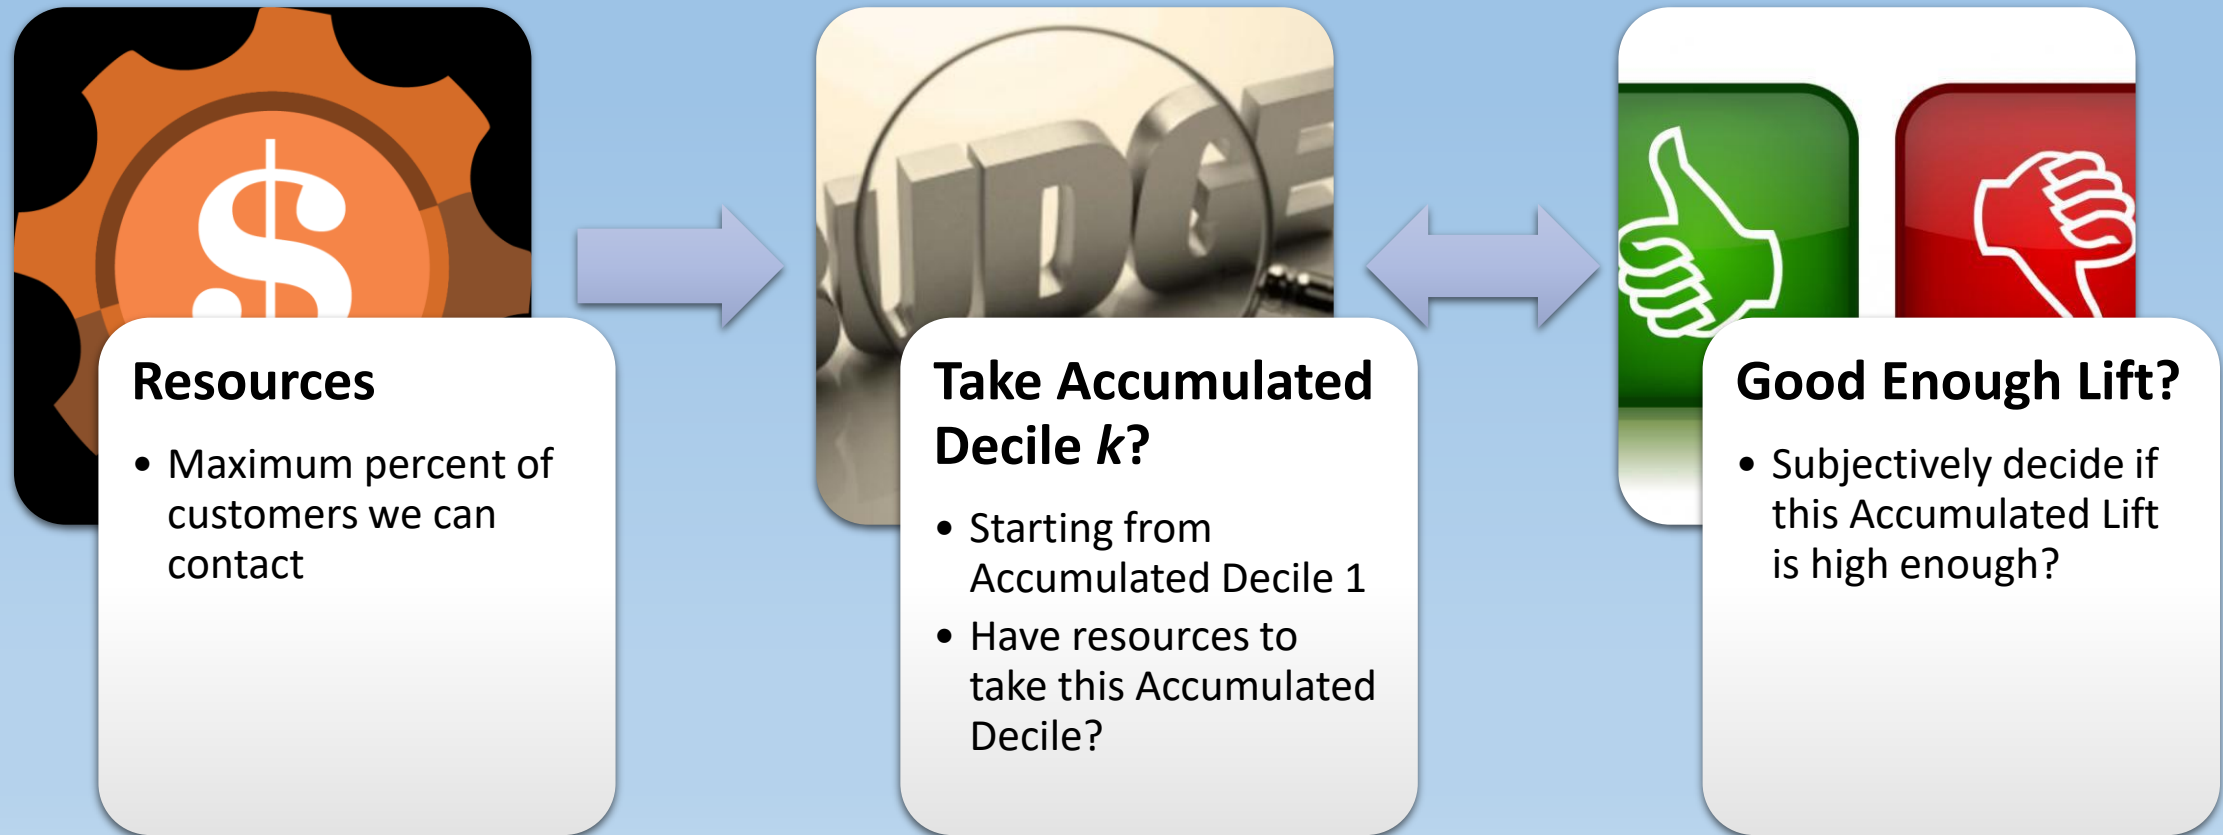 $
UDGE
Resources
• Maximum percent of
customers we can
contact
Take Accumulated
Decile k?
• Starting from
Accumulated Decile 1
• Have resources to
take this Accumulated
Decile?
Good Enough Lift?
• Subjectively decide if
this Accumulated Lift
is high enough?